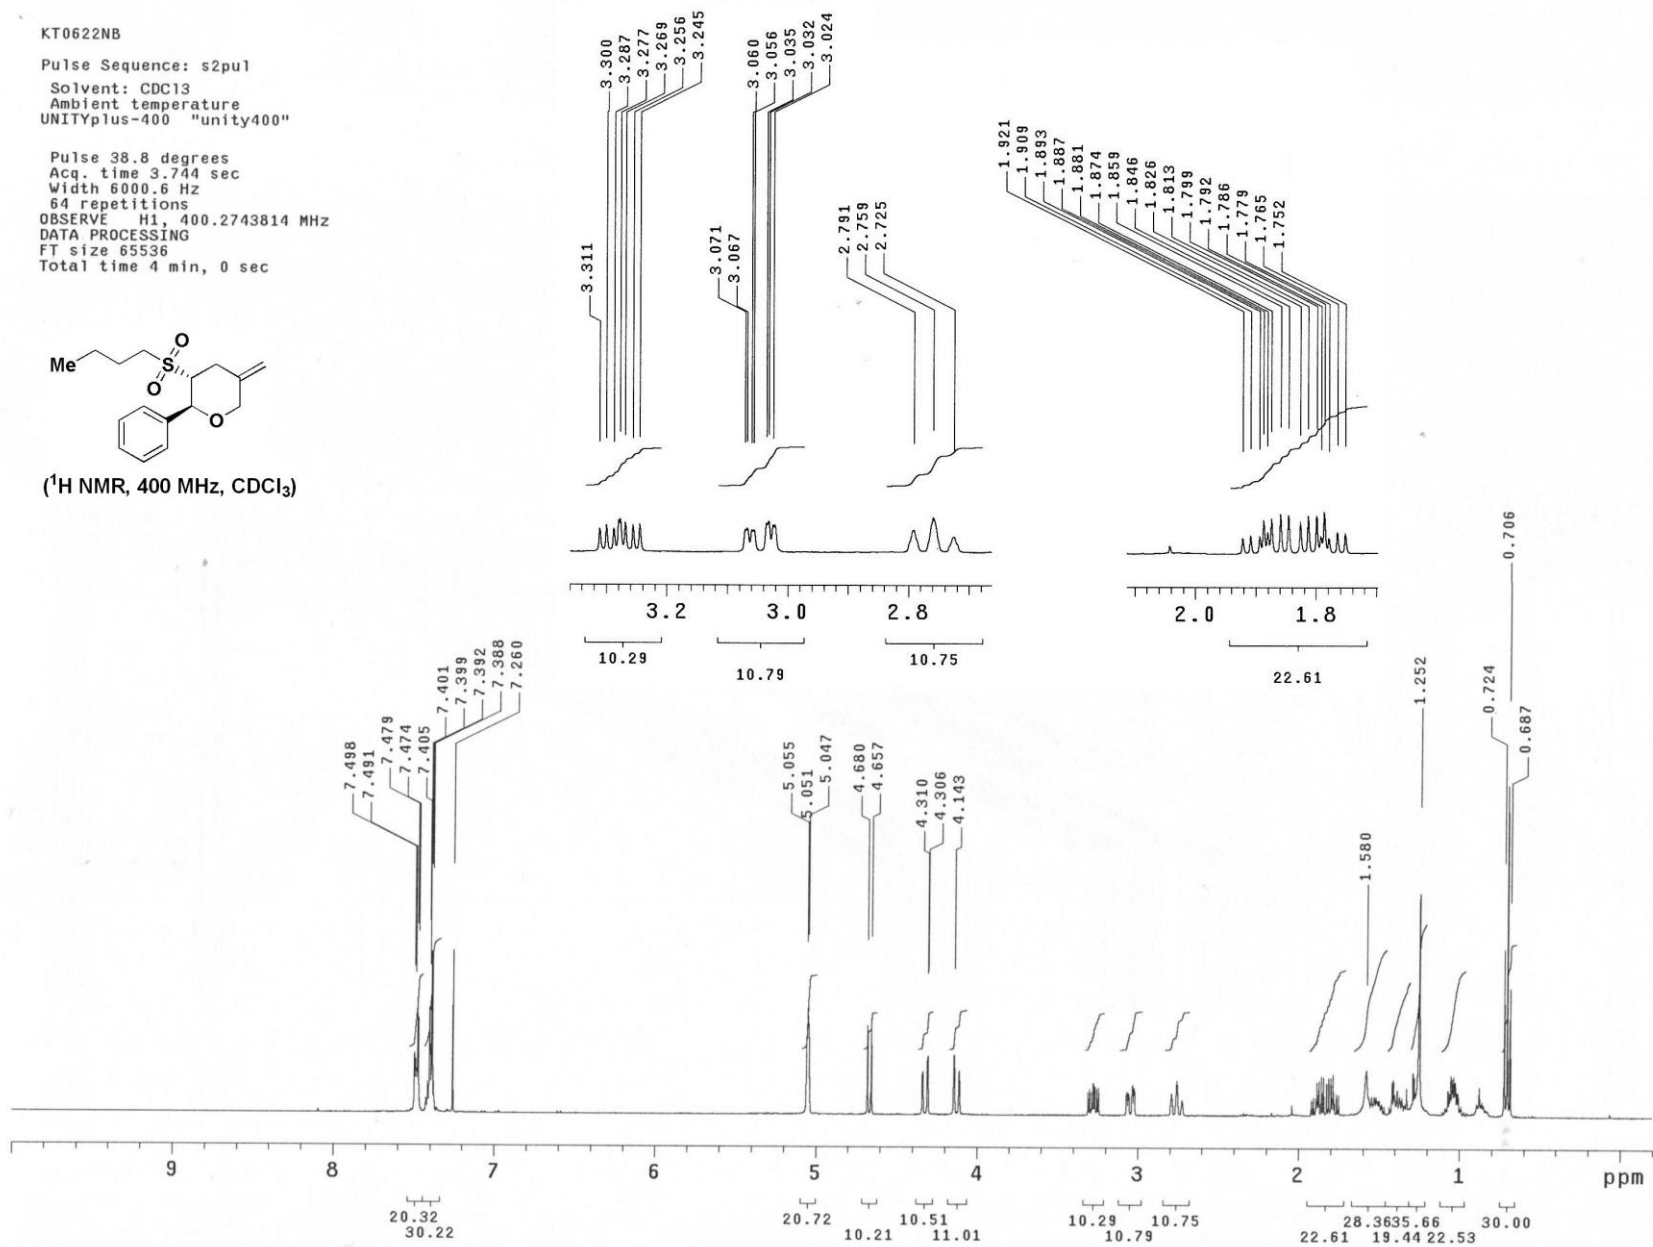 KT0622NB
Pulse Sequence: s2pul
Solvent: CDCl3
Ambient temperature
UNITYplus-400 "unity400"
Pulse 38.8 degrees
Acq. time 3.744 sec
Width 6000.6 Hz
64 repetitions
OBSERVE H1, 400.2743814 MHz
DATA PROCESSING
FT size 65536
Total time 4 min, 0 sec
Me
S
O
O
O
(¹H NMR, 400 MHz, CDCl₃)
3.311
3.300
3.287
3.277
3.269
3.256
3.245
3.071
3.067
3.060
3.056
3.035
3.032
3.024
2.791
2.759
2.725
1.921
1.909
1.893
1.887
1.881
1.874
1.859
1.846
1.826
1.813
1.799
1.792
1.786
1.779
1.765
1.752
3.2 3.0 2.8
10.29 10.79 10.75
2.0 1.8
22.61
7.498
7.491
7.479
7.474
7.405
7.401
7.399
7.392
7.388
7.260
5.055
5.051
5.047
4.680
4.657
4.310
4.306
4.143
1.580
1.252
0.724
0.706
0.687
9 8 7 6 5 4 3 2 1 ppm
20.32 30.22 20.72 10.21 10.51 11.01 10.29 10.79 10.75 22.61 28.36 19.44 35.66 22.53 30.00